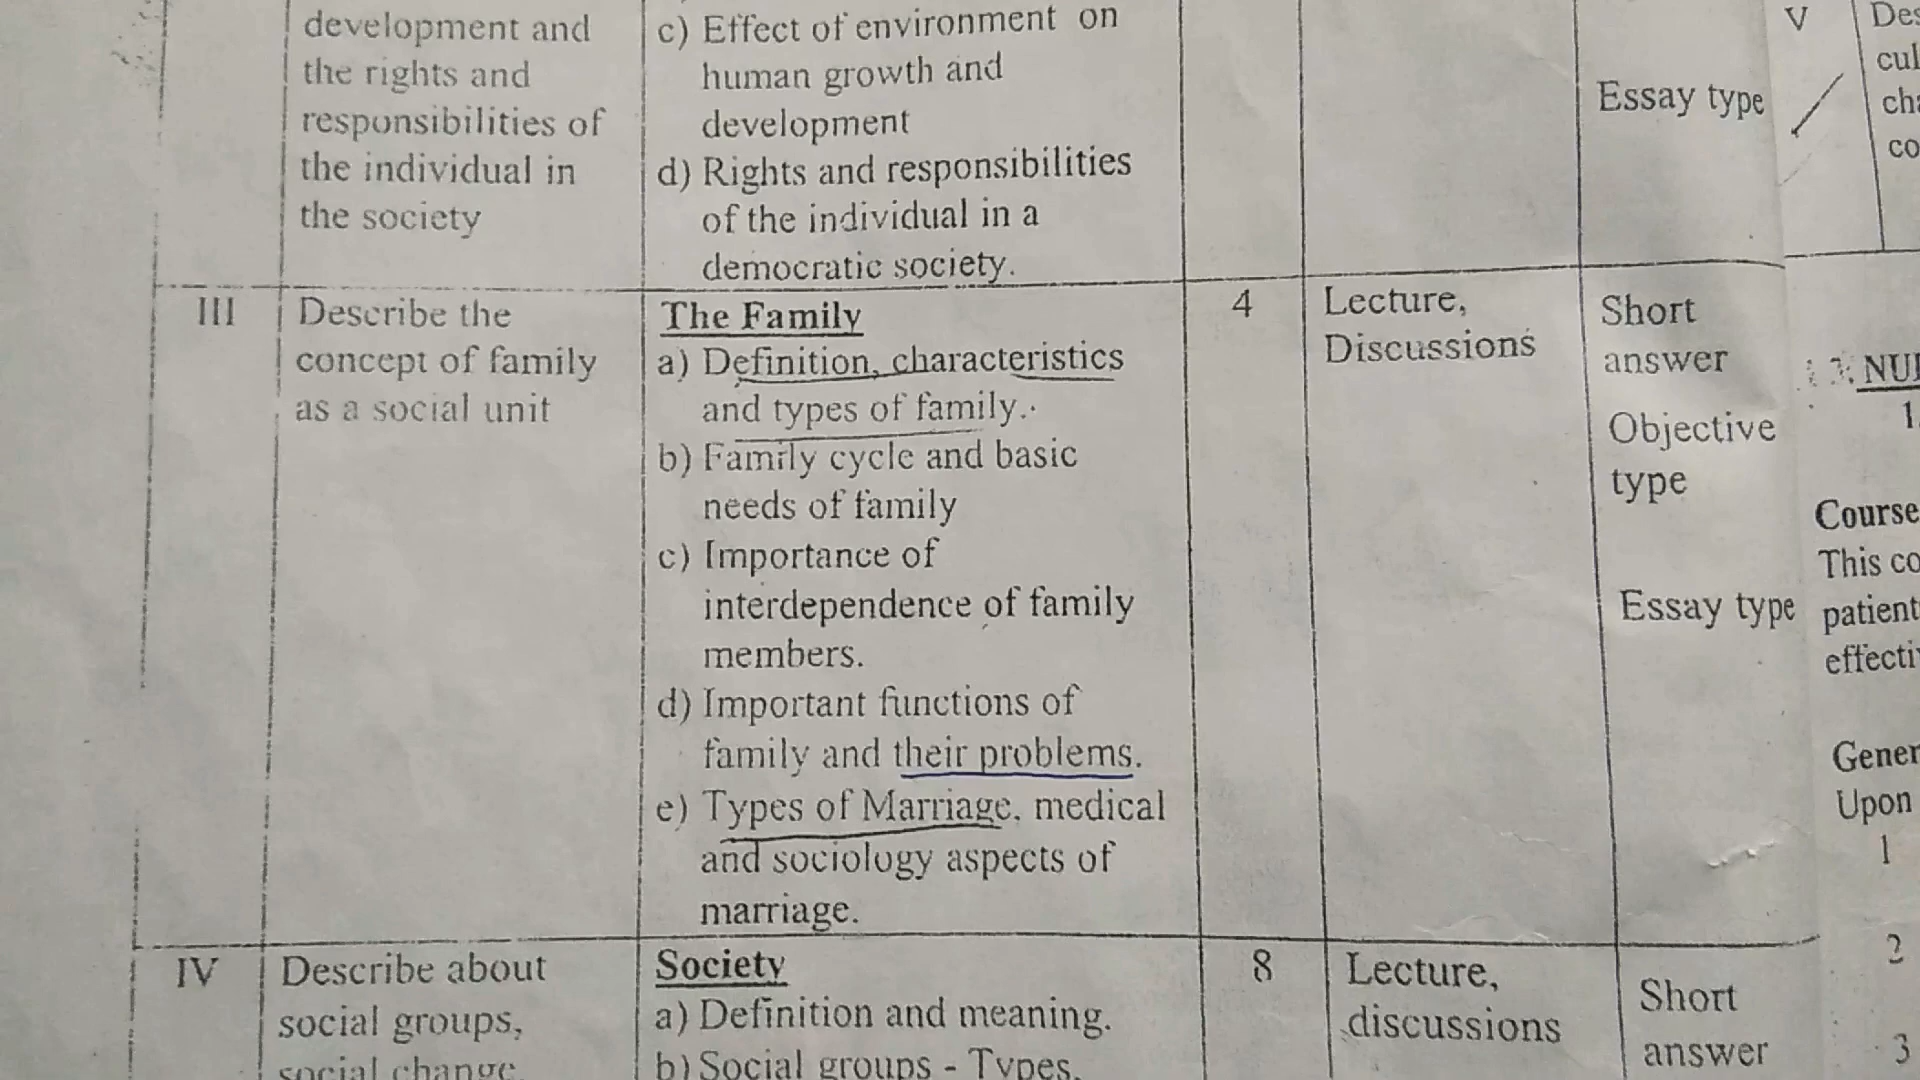 development and
the rights and
responsibilities of
the individual in
the society
c) Effect of environment on
human growth and
development
d) Rights and responsibilities
of the individual in a
democratic society.
Essay type
V
III
Describe the
concept of family
as a social unit
The Family
a) Definition, characteristics
and types of family.
b) Family cycle and basic
needs of family
c) Importance of
interdependence of family
members.
d) Important functions of
family and their problems.
e) Types of Marriage, medical
and sociology aspects of
marriage.
4
Lecture,
Discussions
Short
answer
Objective
type
Essay type
IV
Describe about
social groups,
social change
Society
a) Definition and meaning.
b) Social groups - Types.
8
Lecture,
discussions
Short
answer
Course
This co
patient
effecti
Gener
Upon
1
2
3